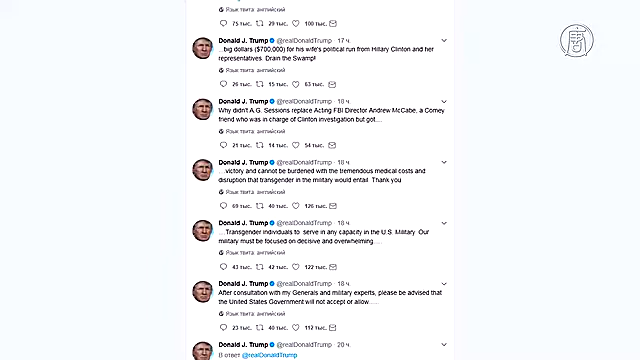 Язык твита: английский
75 тыс. 29 тыс. 100 тыс.
Donald J. Trump @realDonaldTrump · 17 ч.
...big dollars ($700,000) for his wife's political run from Hillary Clinton and her
representatives. Drain the Swamp!
Язык твита: английский
26 тыс. 15 тыс. 63 тыс.
Donald J. Trump @realDonaldTrump · 18 ч.
Why didn't A.G. Sessions replace Acting FBI Director Andrew McCabe, a Comey
friend who was in charge of Clinton investigation but got....
Язык твита: английский
21 тыс. 14 тыс. 54 тыс.
Donald J. Trump @realDonaldTrump · 18 ч.
....victory and cannot be burdened with the tremendous medical costs and
disruption that transgender in the military would entail. Thank you
Язык твита: английский
69 тыс. 40 тыс. 126 тыс.
Donald J. Trump @realDonaldTrump · 18 ч.
....Transgender individuals to serve in any capacity in the U.S. Military. Our
military must be focused on decisive and overwhelming.....
Язык твита: английский
43 тыс. 42 тыс. 122 тыс.
Donald J. Trump @realDonaldTrump · 18 ч.
After consultation with my Generals and military experts, please be advised that
the United States Government will not accept or allow......
Язык твита: английский
23 тыс. 40 тыс. 112 тыс.
Donald J. Trump @realDonaldTrump · 20 ч.
В ответ @realDonaldTrump